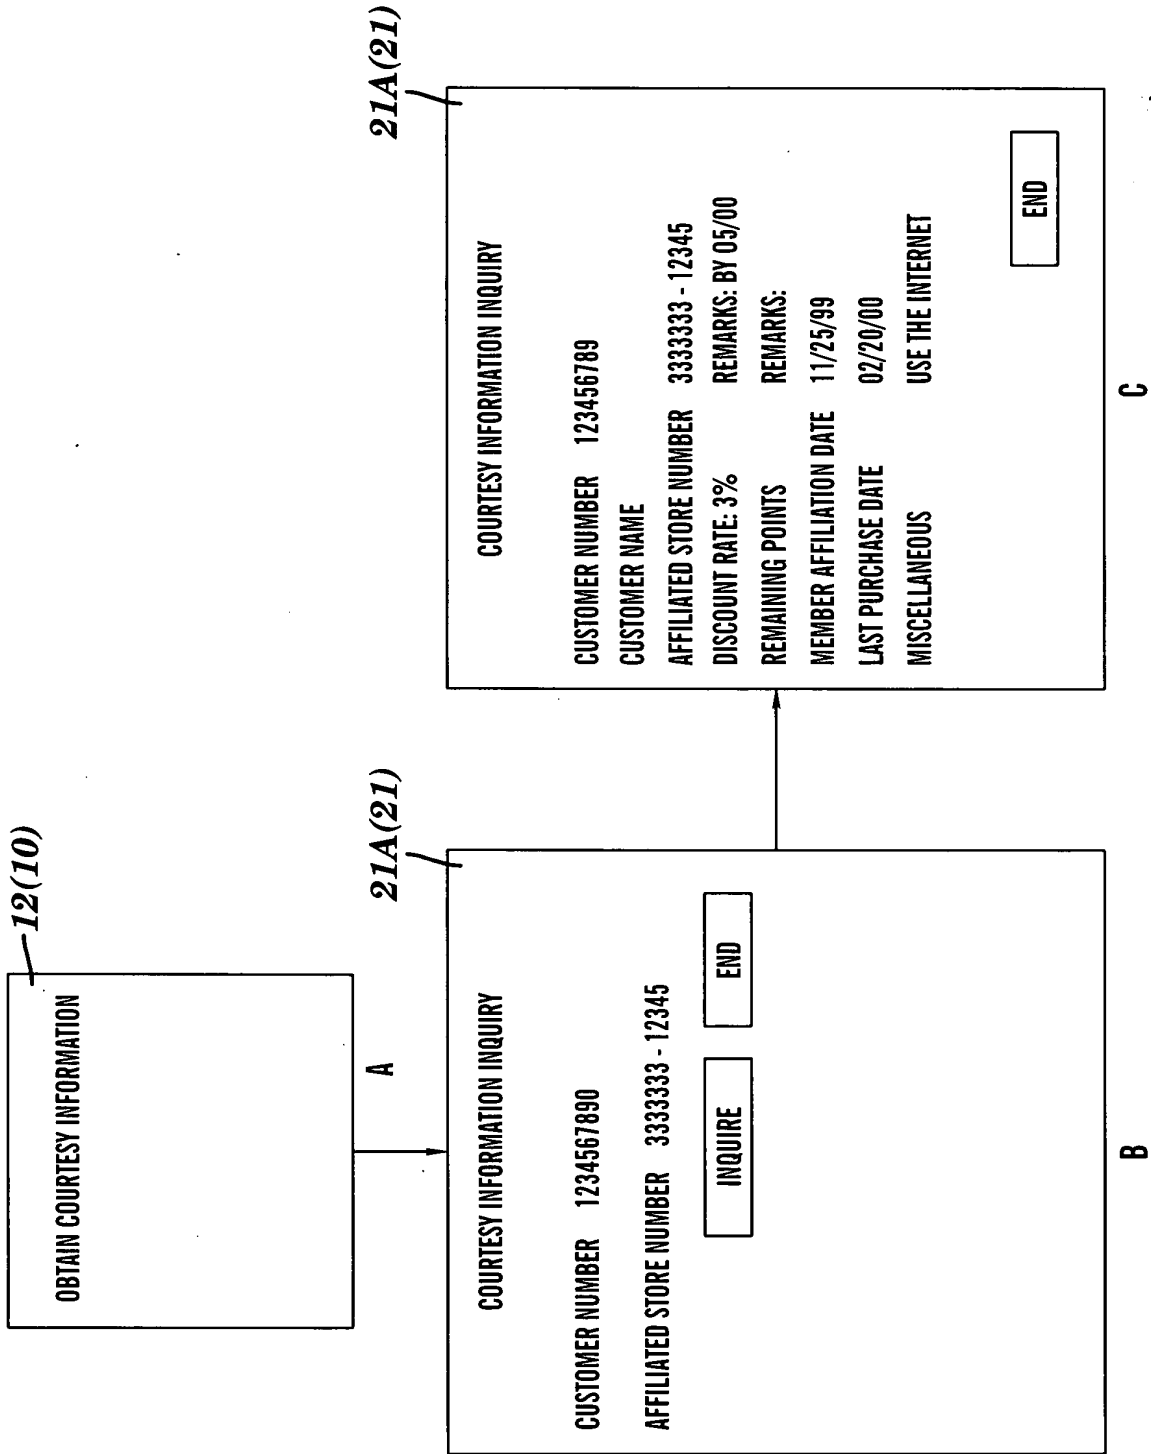 12(10)
OBTAIN COURTESY INFORMATION
A
21A(21)
COURTESY INFORMATION INQUIRY
CUSTOMER NUMBER 1234567890
AFFILIATED STORE NUMBER 3333333 - 12345
INQUIRE
END
B
21A(21)
COURTESY INFORMATION INQUIRY
CUSTOMER NUMBER 123456789
CUSTOMER NAME
AFFILIATED STORE NUMBER 3333333 - 12345
DISCOUNT RATE: 3% REMARKS: BY 05/00
REMAINING POINTS REMARKS:
MEMBER AFFILIATION DATE 11/25/99
LAST PURCHASE DATE 02/20/00
MISCELLANEOUS USE THE INTERNET
END
C